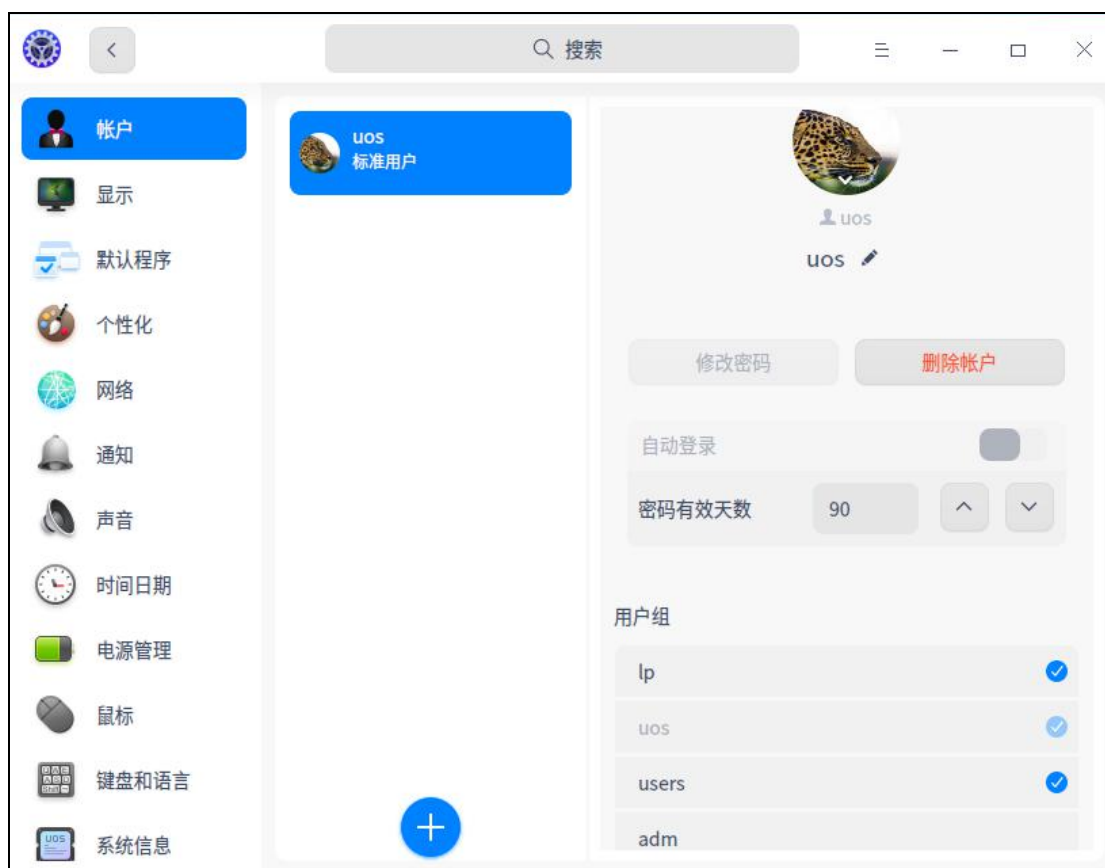 搜索
帐户
显示
默认程序
个性化
网络
通知
声音
时间日期
电源管理
鼠标
键盘和语言
系统信息
uos
标准用户
uos
uos
修改密码
删除帐户
自动登录
密码有效天数 90
用户组
lp
uos
users
adm